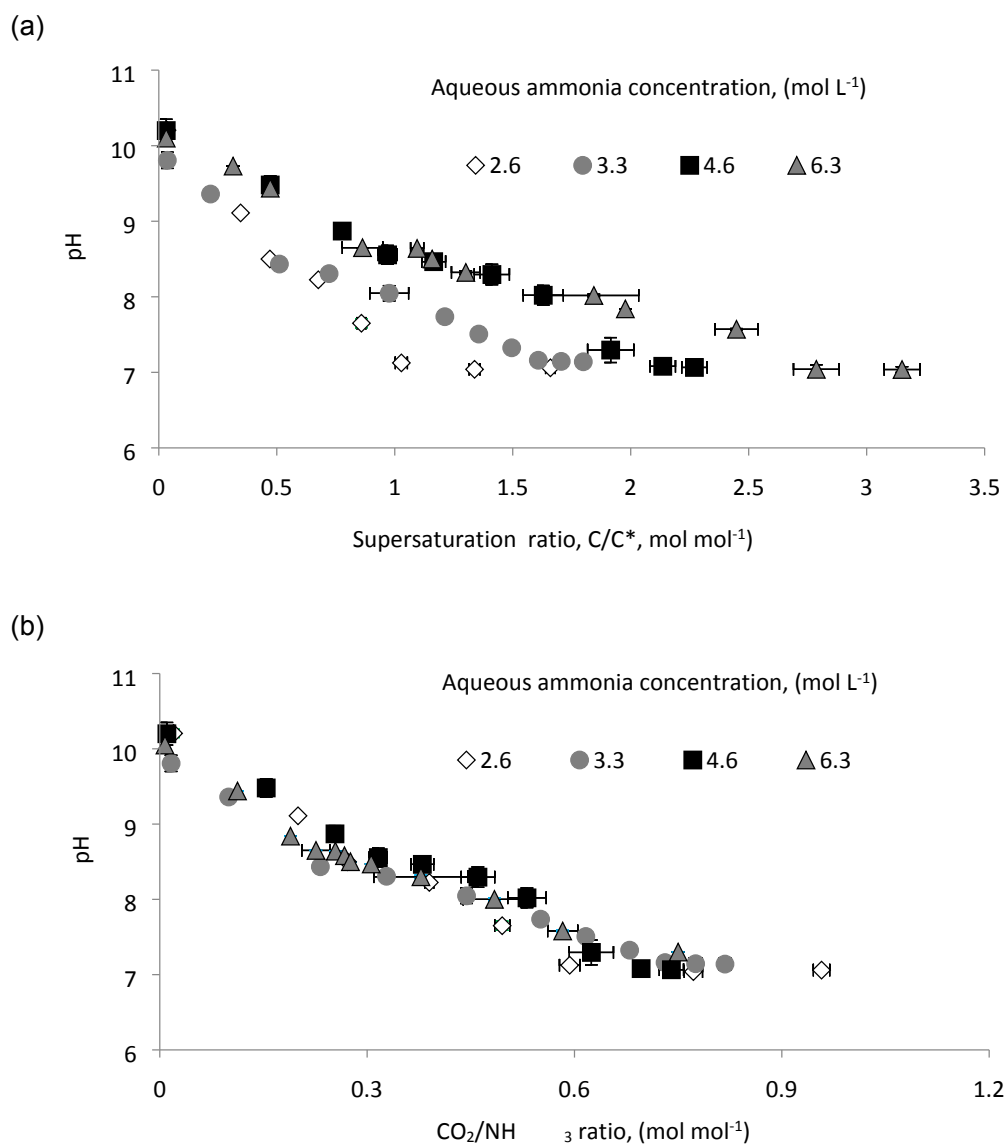 (a)
11
Aqueous ammonia concentration, (mol L-1)
10
2.6 3.3 4.6 6.3
9
pH
8
7
6
0 0.5 1 1.5 2 2.5 3 3.5
Supersaturation ratio, C/C*, mol mol-1)
(b)
11
Aqueous ammonia concentration, (mol L-1)
10
2.6 3.3 4.6 6.3
9
pH
8
7
6
0 0.3 0.6 0.9 1.2
CO2/NH 3 ratio, (mol mol-1)